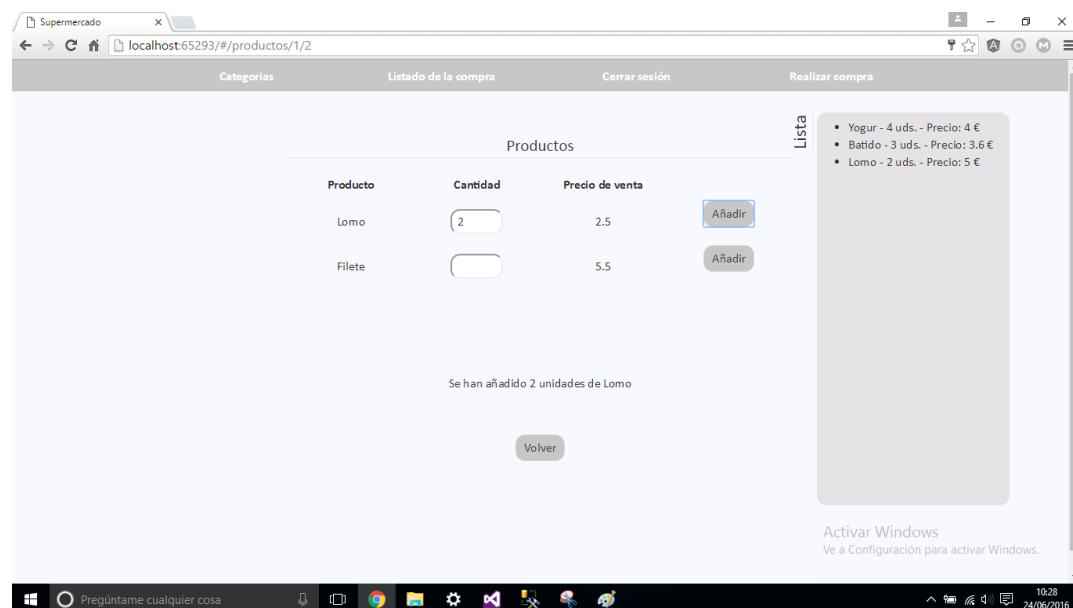 Supermercado
localhost:65293/#/productos/1/2
Categorias Listado de la compra Cerrar sesión Realizar compra
Productos
Producto Cantidad Precio de venta
Lomo 2 2.5 Añadir
Filete 5.5 Añadir
Se han añadido 2 unidades de Lomo
Volver
Lista
Yogur - 4 uds. - Precio: 4 €
Batido - 3 uds. - Precio: 3.6 €
Lomo - 2 uds. - Precio: 5 €
Activar Windows
Ve a Configuración para activar Windows.
Pregúntame cualquier cosa
10:28
24/06/2016